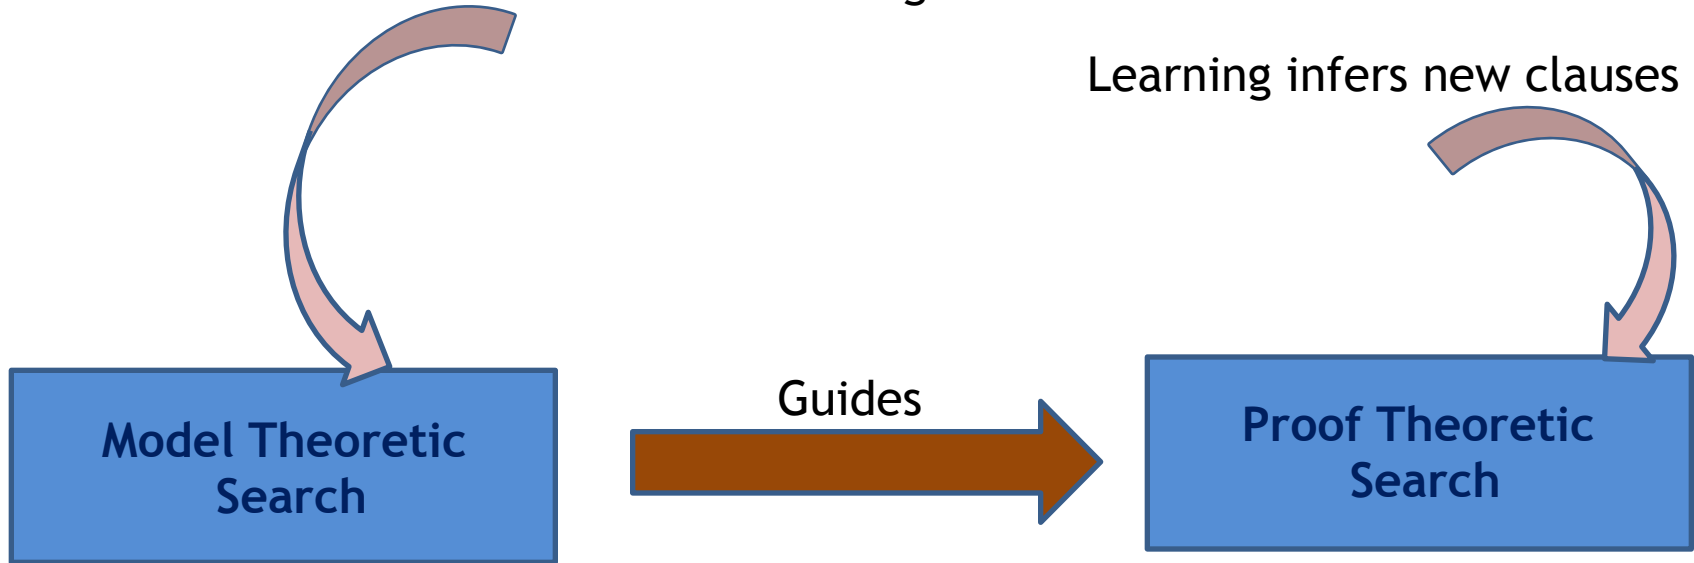 Learning infers new clauses
Guides
Model Theoretic
Search
Proof Theoretic
Search